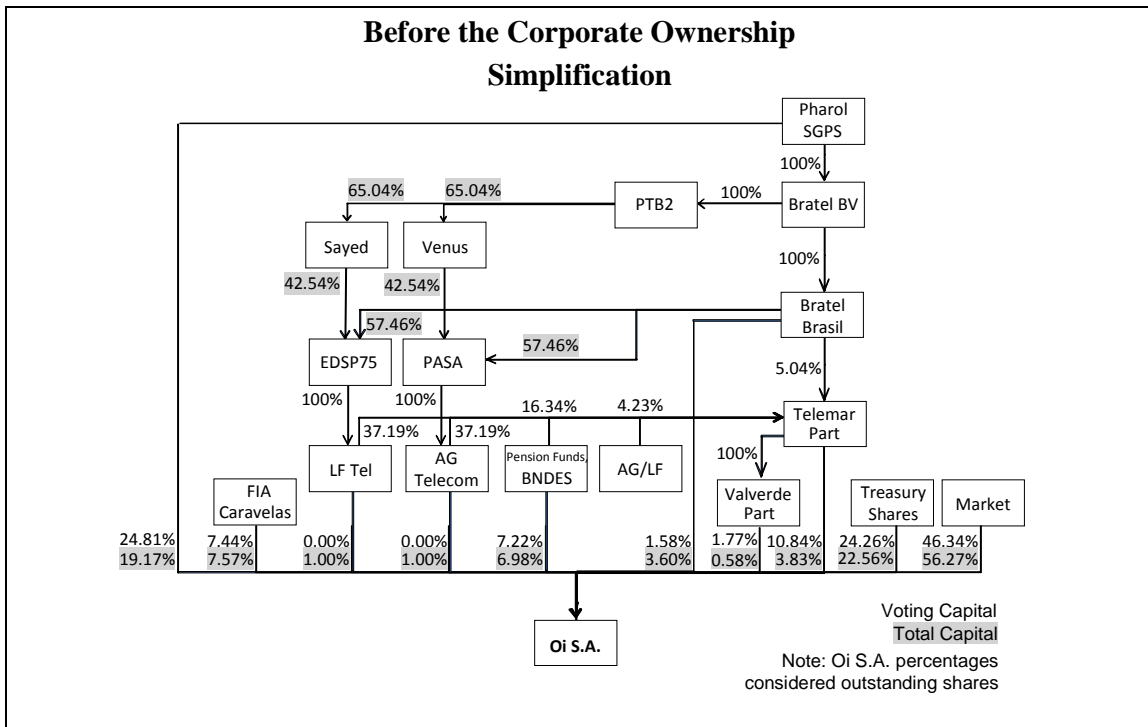 Before the Corporate Ownership
Simplification
Pharol
SGPS
100%
65.04%
65.04%
PTB2
100%
Bratel BV
Sayed
Venus
100%
42.54%
42.54%
Bratel
Brasil
57.46%
57.46%
EDSP75
PASA
5.04%
100%
100%
16.34%
4.23%
Telemar
Part
37.19%
37.19%
100%
LF Tel
AG
Telecom
Pension Funds,
BNDES
AG/LF
FIA
Caravelas
Valverde
Part
Treasury
Shares
Market
24.81%
19.17%
7.44%
7.57%
0.00%
1.00%
0.00%
1.00%
7.22%
6.98%
1.58%
3.60%
1.77%
0.58%
10.84%
3.83%
24.26%
22.56%
46.34%
56.27%
Oi S.A.
Voting Capital
Total Capital
Note: Oi S.A. percentages
considered outstanding shares